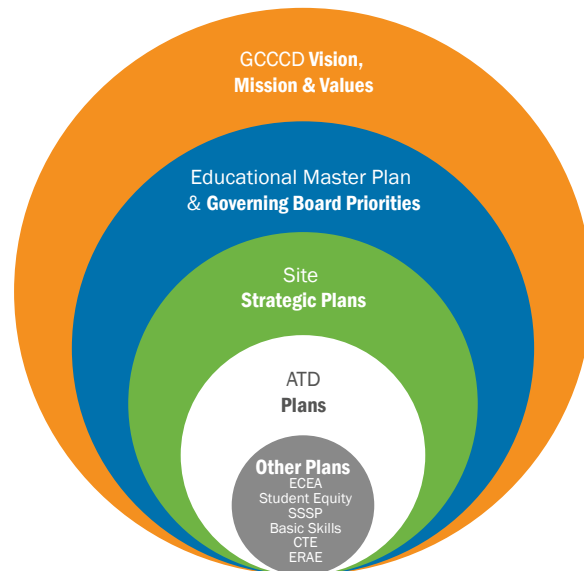 GCCCD Vision,
Mission & Values
Educational Master Plan
& Governing Board Priorities
Site
Strategic Plans
ATD
Plans
Other Plans
ECEA
Student Equity
SSSP
Basic Skills
CTE
ERAE